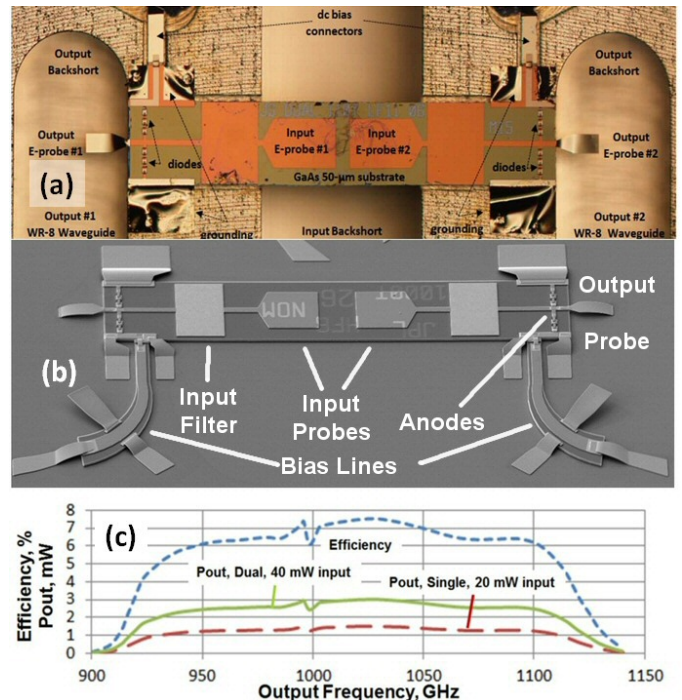 dc bias
connectors
Output
Backshort
Output
Backshort
Output
E-probe #1
Input
E-probe #1
Input
E-probe #2
Output
E-probe #2
diodes
diodes
(a)
GaAs 50-µm substrate
Output #1
WR-8 Waveguide
grounding
Input Backshort
grounding
Output #2
WR-8 Waveguide
Output
NOM
JPL
Probe
(b)
Input
Filter
Input
Probes
Anodes
Bias Lines
(c)
Efficiency, %
Pout, mW
8
7
6
5
4
3
2
1
0
Efficiency
Pout, Dual, 40 mW input
Pout, Single, 20 mW input
900 950 1000 1050 1100 1150
Output Frequency, GHz